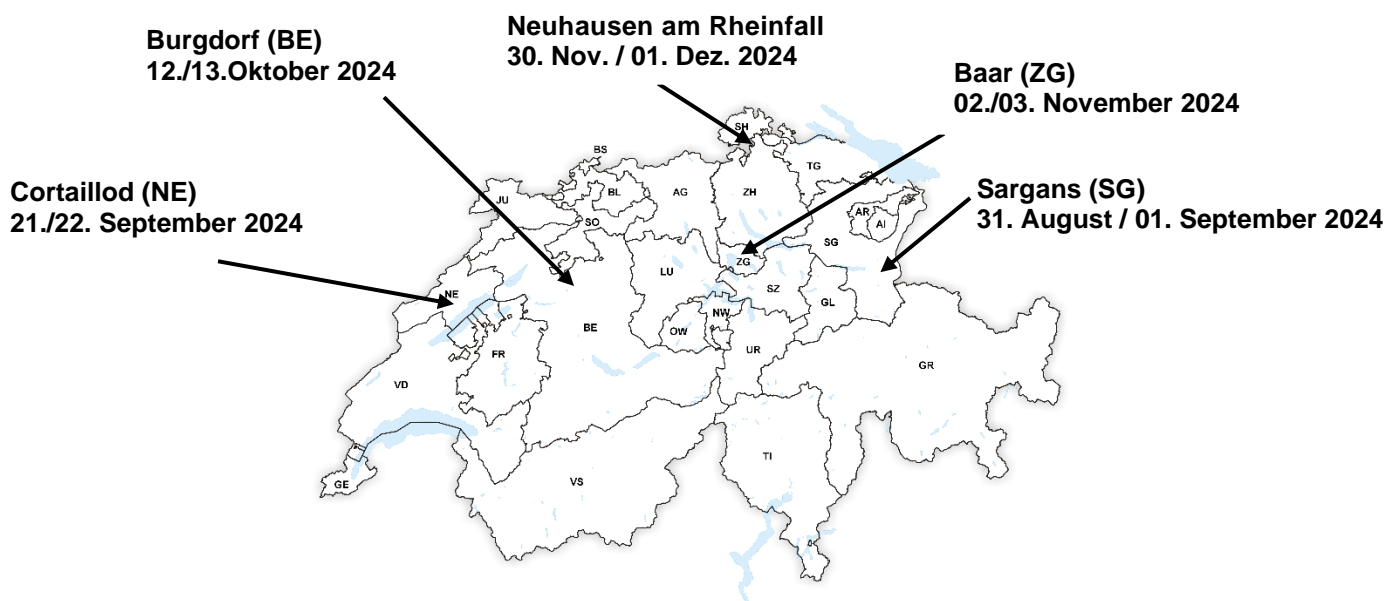 Neuhausen am Rheinfall
30. Nov. / 01. Dez. 2024
Burgdorf (BE)
12./13.Oktober 2024
Baar (ZG)
02./03. November 2024
Cortaillod (NE)
21./22. September 2024
Sargans (SG)
31. August / 01. September 2024
SH
BS
TG
BL
AG
ZH
JU
SO
AR
AI
SG
ZG
LU
SZ
NE
GL
NW
BE
OW
UR
FR
GR
VD
TI
VS
GE